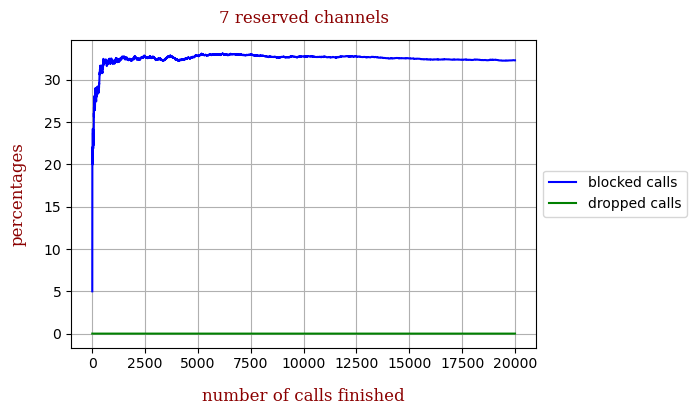 7 reserved channels
percentages
30
25
20
15
10
5
0
0 2500 5000 7500 10000 12500 15000 17500 20000
number of calls finished
blocked calls
dropped calls